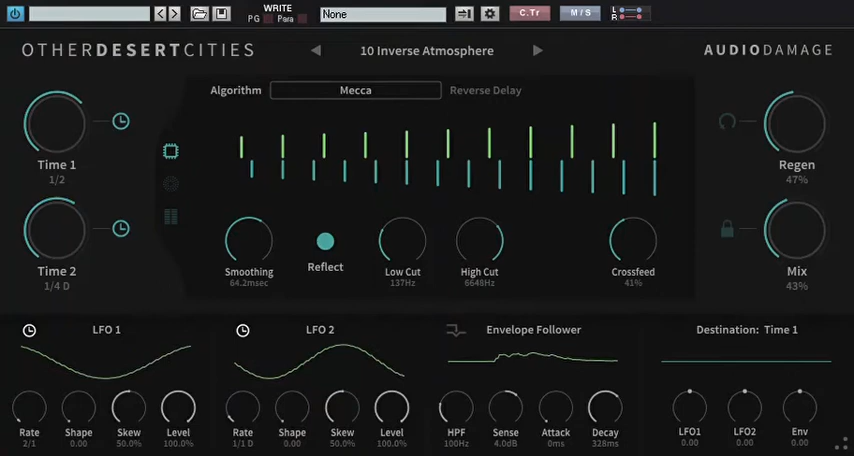 WRITE
PG Para
None
C.Tr
M/S
L
R
OTHERDESERTCITIES
10 Inverse Atmosphere
AUDIODAMAGE
Algorithm Mecca Reverse Delay
Time 1
1/2
Time 2
1/4 D
Smoothing
64.2msec
Reflect
Low Cut
137Hz
High Cut
6648Hz
Crossfeed
41%
Regen
47%
Mix
43%
LFO 1
Rate Shape Skew Level
2/1 0.00 50.0% 100.0%
LFO 2
Rate Shape Skew Level
1/1 D 0.00 50.0% 100.0%
Envelope Follower
HPF Sense Attack Decay
100Hz 4.0dB 0ms 328ms
Destination: Time 1
LFO1 LFO2 Env
0.00 0.00 0.00